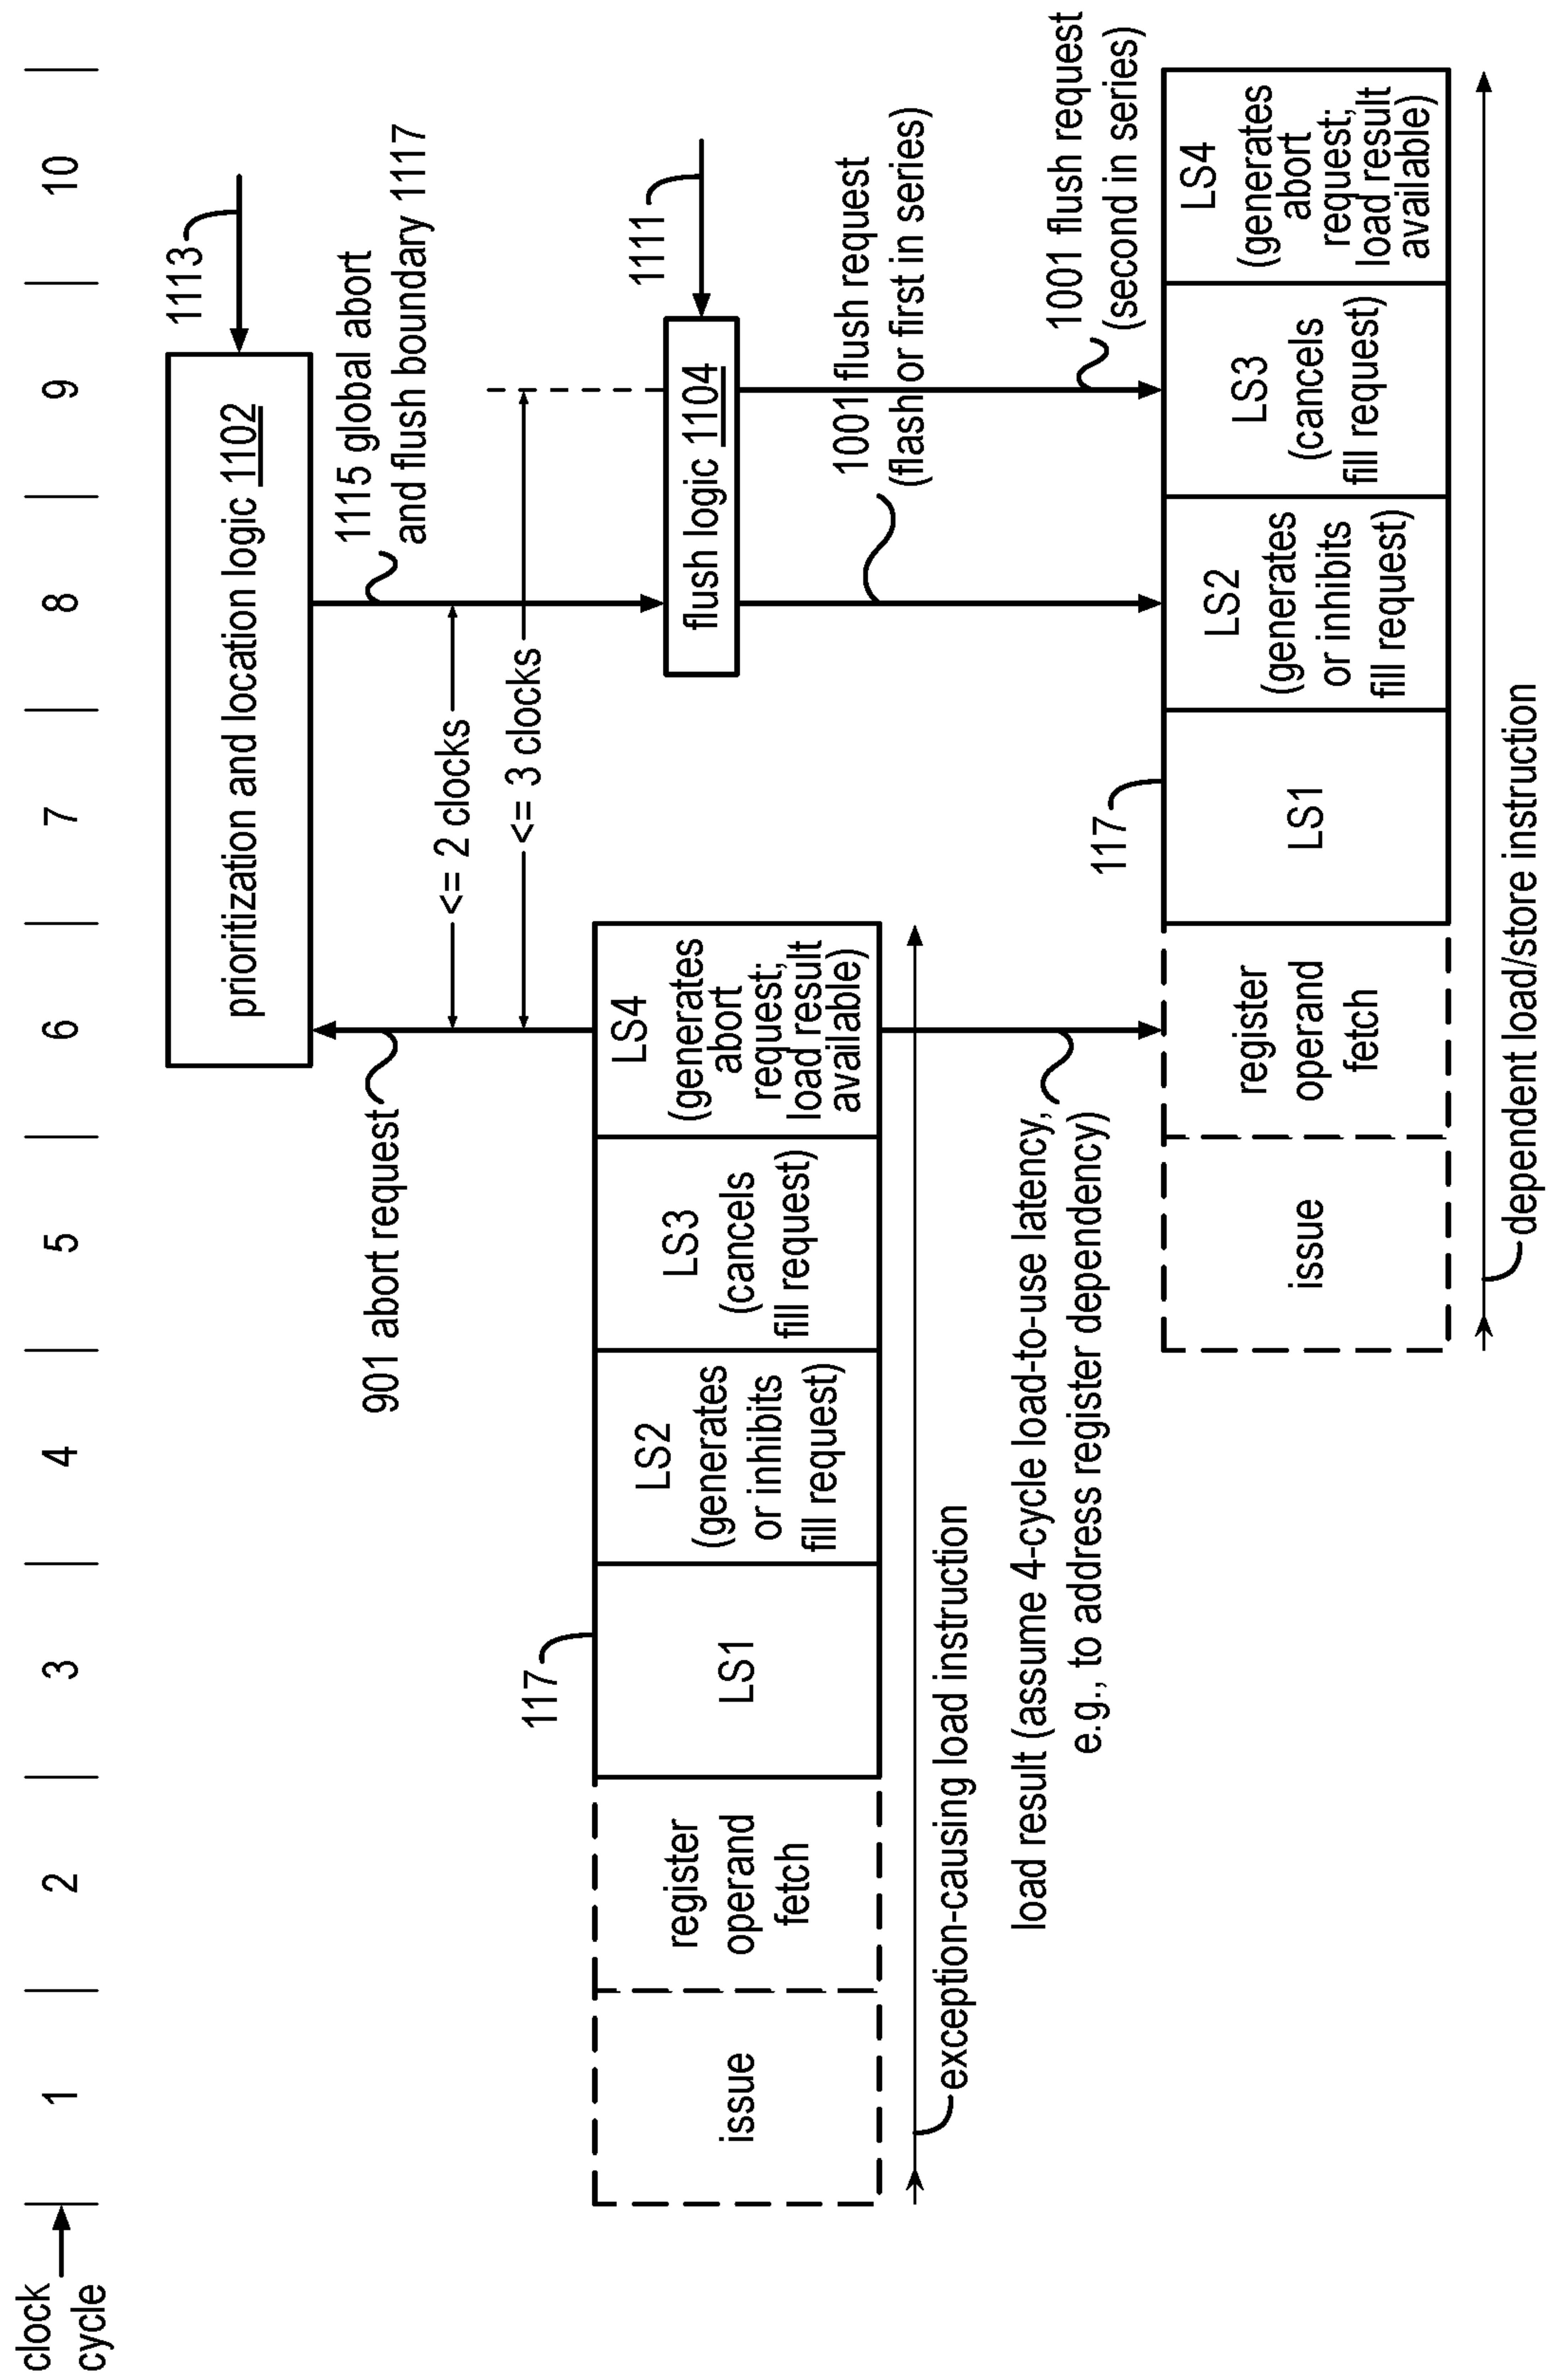 clock
cycle
1
2
3
4
5
6
7
8
9
10
prioritization and location logic 1102
1113
901 abort request
<= 2 clocks
<= 3 clocks
1115 global abort
and flush boundary 1117
flush logic 1104
1111
issue
register
operand
fetch
117
LS1
LS2
(generates
or inhibits
fill request)
LS3
(cancels
fill request)
LS4
(generates
abort
request;
load result
available)
exception-causing load instruction
load result (assume 4-cycle load-to-use latency,
e.g., to address register dependency)
1001 flush request
(flash or first in series)
1001 flush request
(second in series)
issue
register
operand
fetch
117
LS1
LS2
(generates
or inhibits
fill request)
LS3
(cancels
fill request)
LS4
(generates
abort
request;
load result
available)
dependent load/store instruction